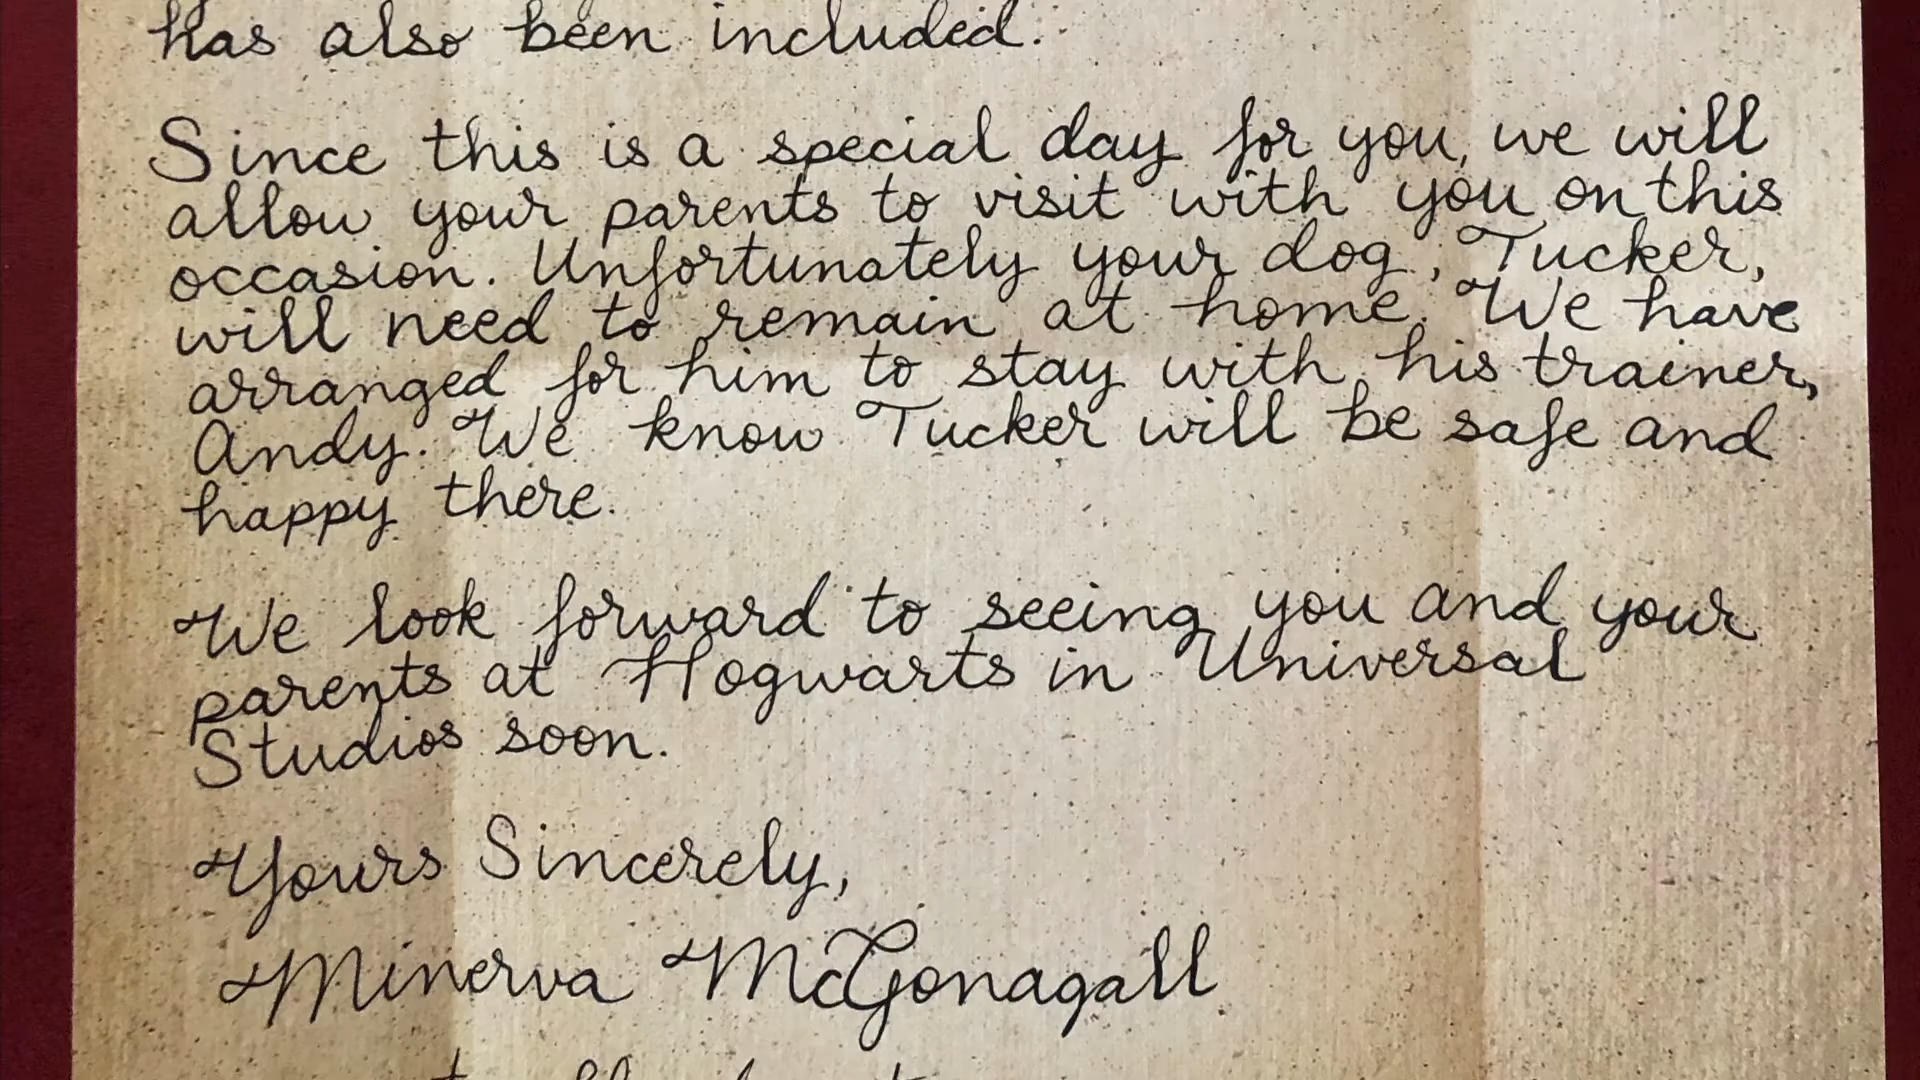 has also been included.
Since this is a special day for you, we will
allow your parents to visit with you on this
occasion. Unfortunately your dog, Tucker,
will need to remain at home. We have
arranged for him to stay with his trainer,
Andy. We know Tucker will be safe and
happy there.
We look forward to seeing you and your
parents at Hogwarts in Universal
Studios soon.
Yours Sincerely,
Minerva McGonagall